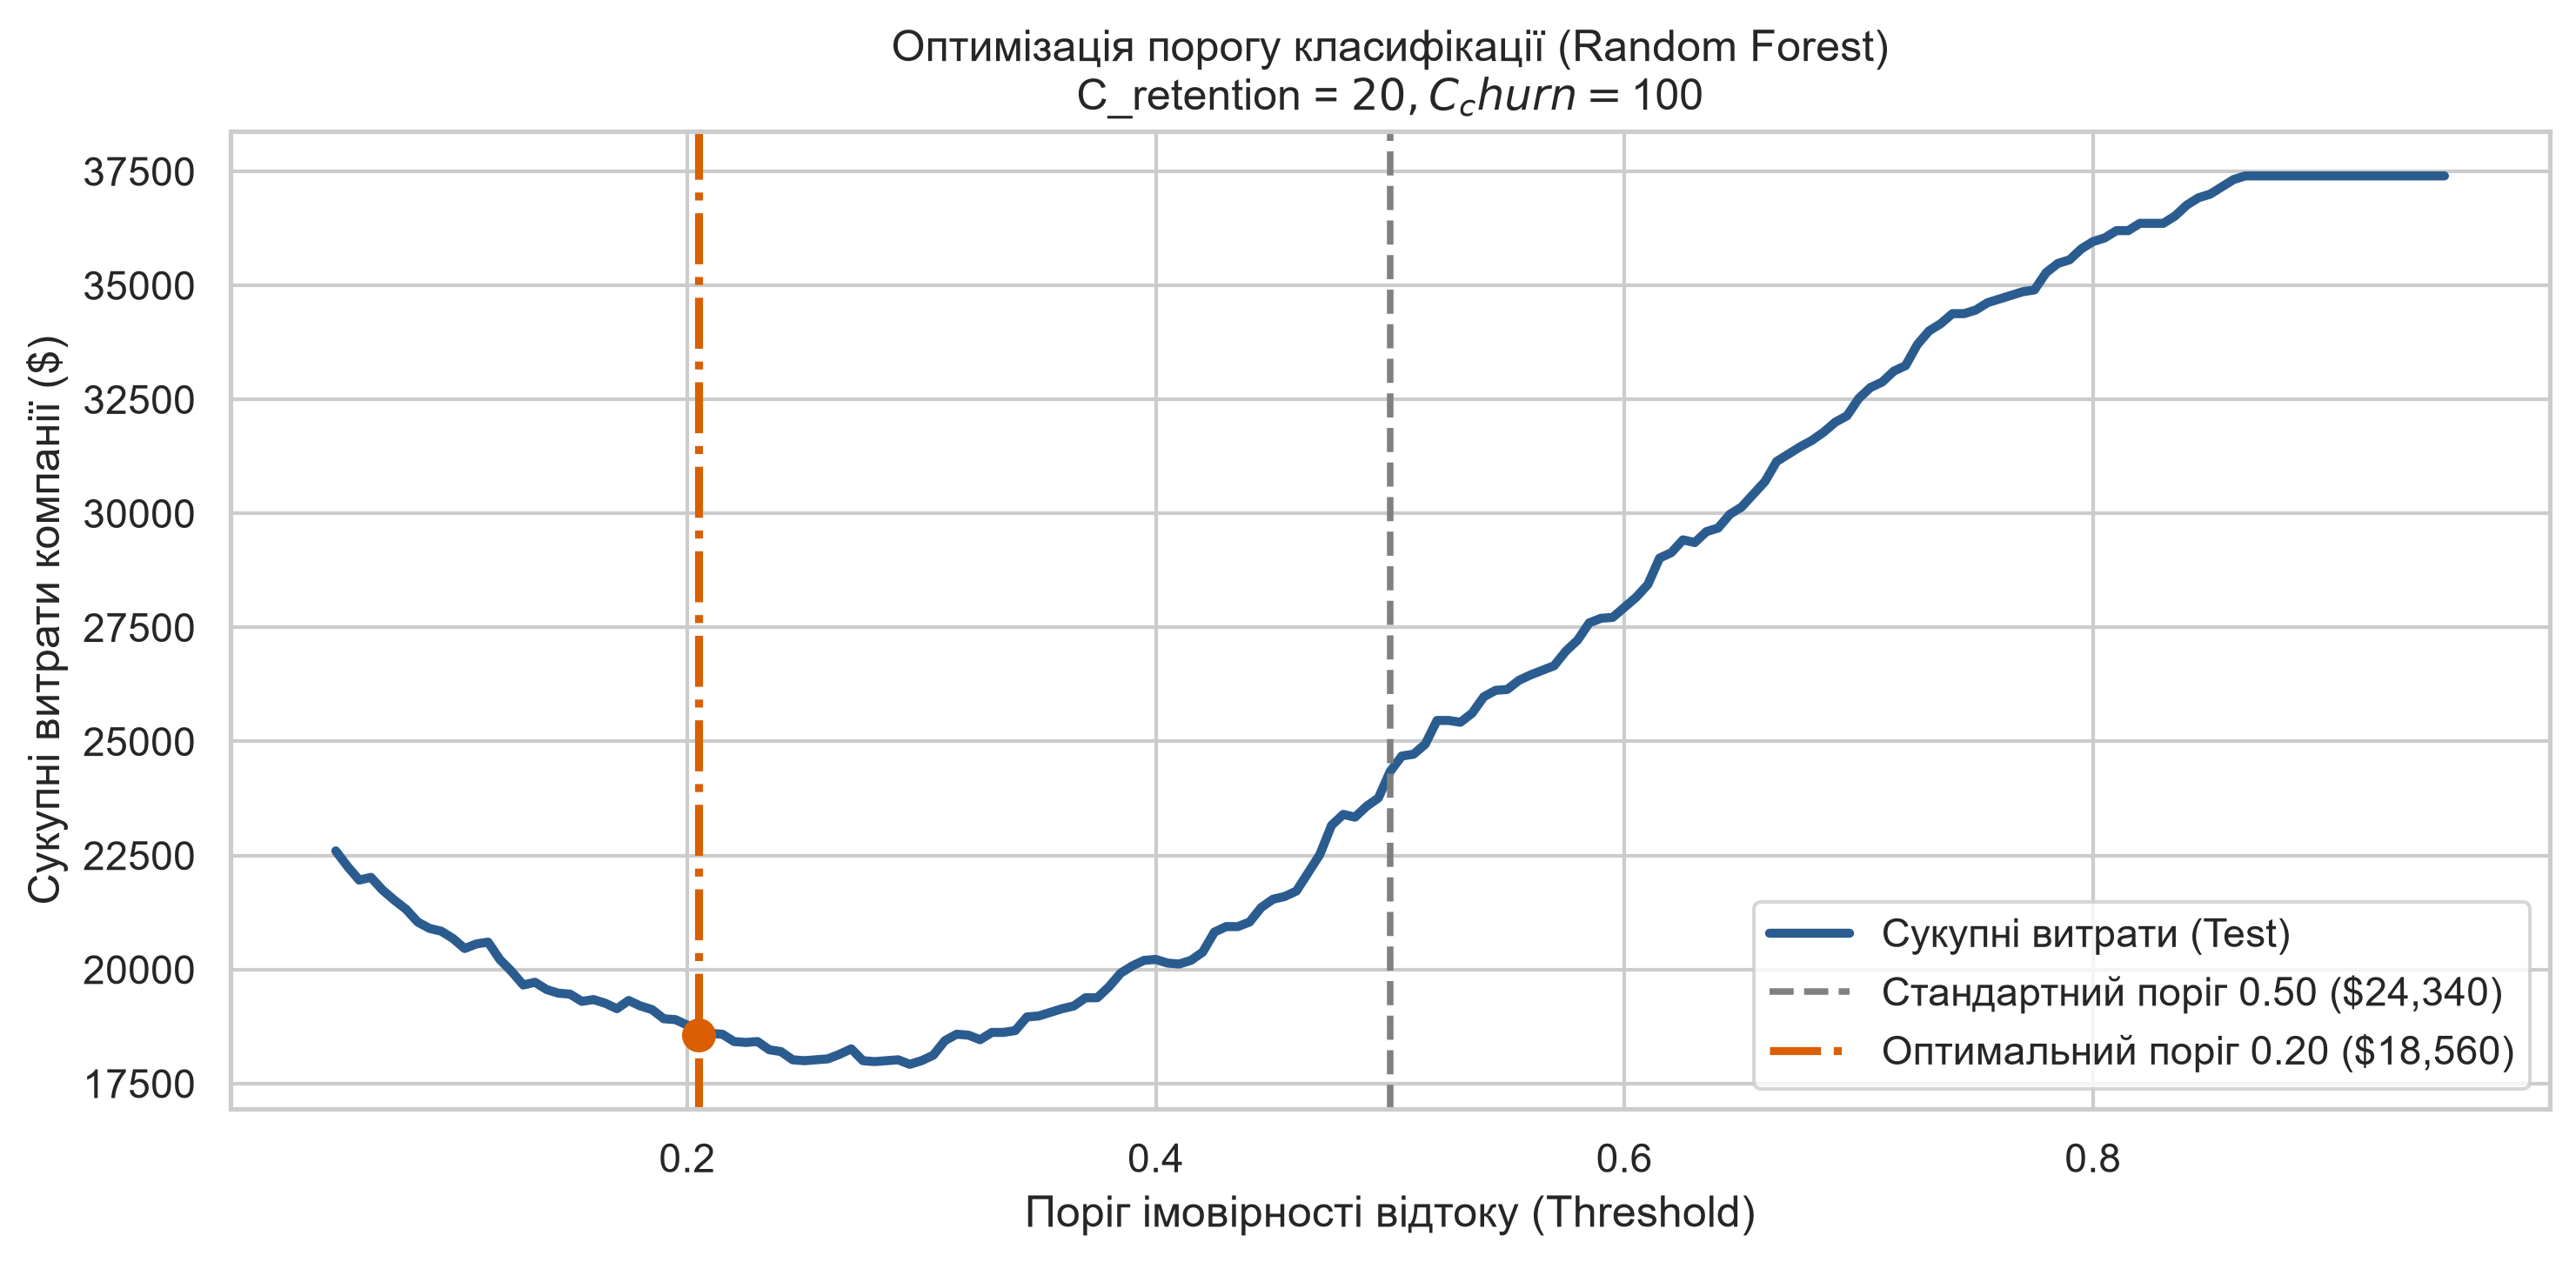 Оптимізація порогу класифікації (Random Forest)
C_retention = 20, C_churn = 100
Сукупні витрати компанії ($)
37500
35000
32500
30000
27500
25000
22500
20000
17500
0.2
0.4
0.6
0.8
Поріг імовірності відтоку (Threshold)
Сукупні витрати (Test)
Стандартний поріг 0.50 ($24,340)
Оптимальний поріг 0.20 ($18,560)